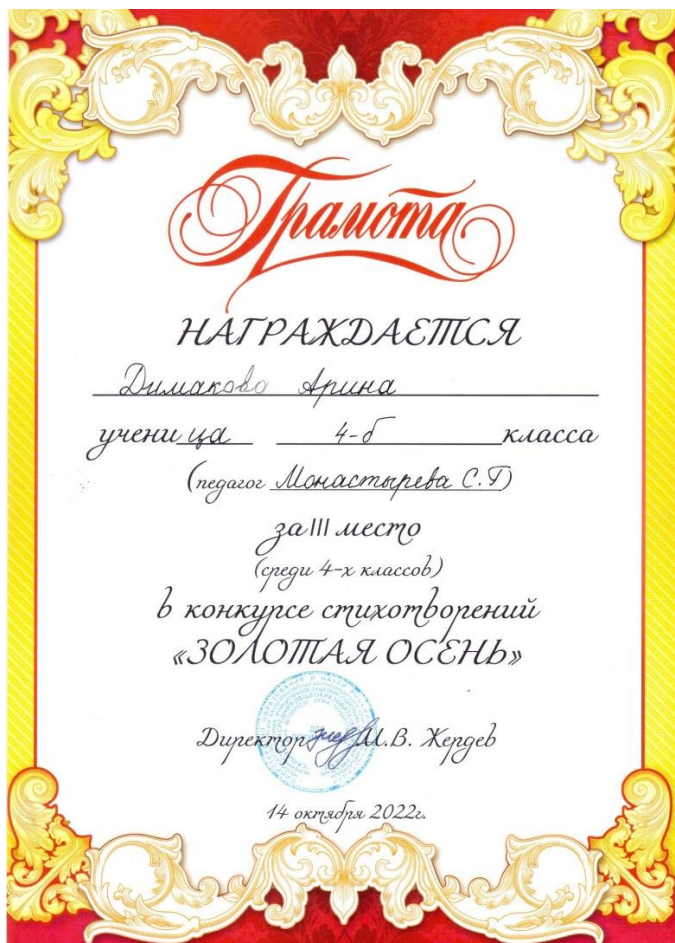 Грамота
НАГРАЖДАЕТСЯ
Димакова Арина
ученица 4-б класса
(педагог Монастырева С.Г)
за III место
(среди 4-х классов)
в конкурсе стихотворений
«ЗОЛОТАЯ ОСЕНЬ»
Директор М.В. Жердев
14 октября 2022г.